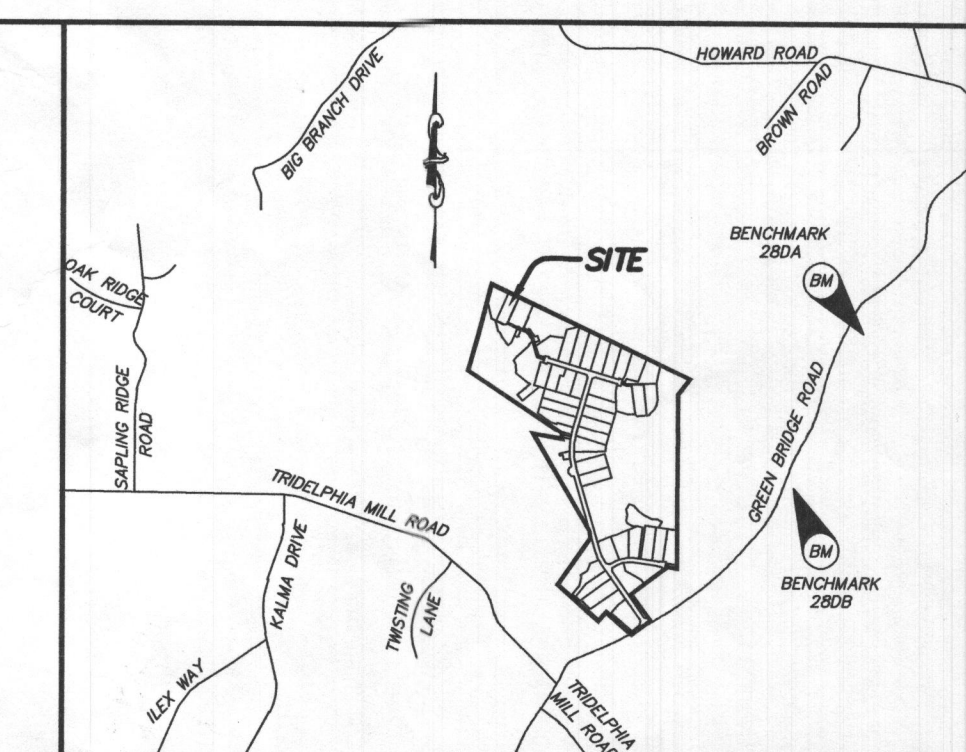 HOWARD ROAD
BIG BRANCH DRIVE
BROWN ROAD
BENCHMARK
28DA
BM
SITE
OAK RIDGE
COURT
SAPLING RIDGE
ROAD
GREEN BRIDGE ROAD
TRIDELPHIA MILL ROAD
KALMA DRIVE
TWISTING
LANE
BM
BENCHMARK
28DB
ILEX WAY
TRIDELPHIA
MILL ROAD